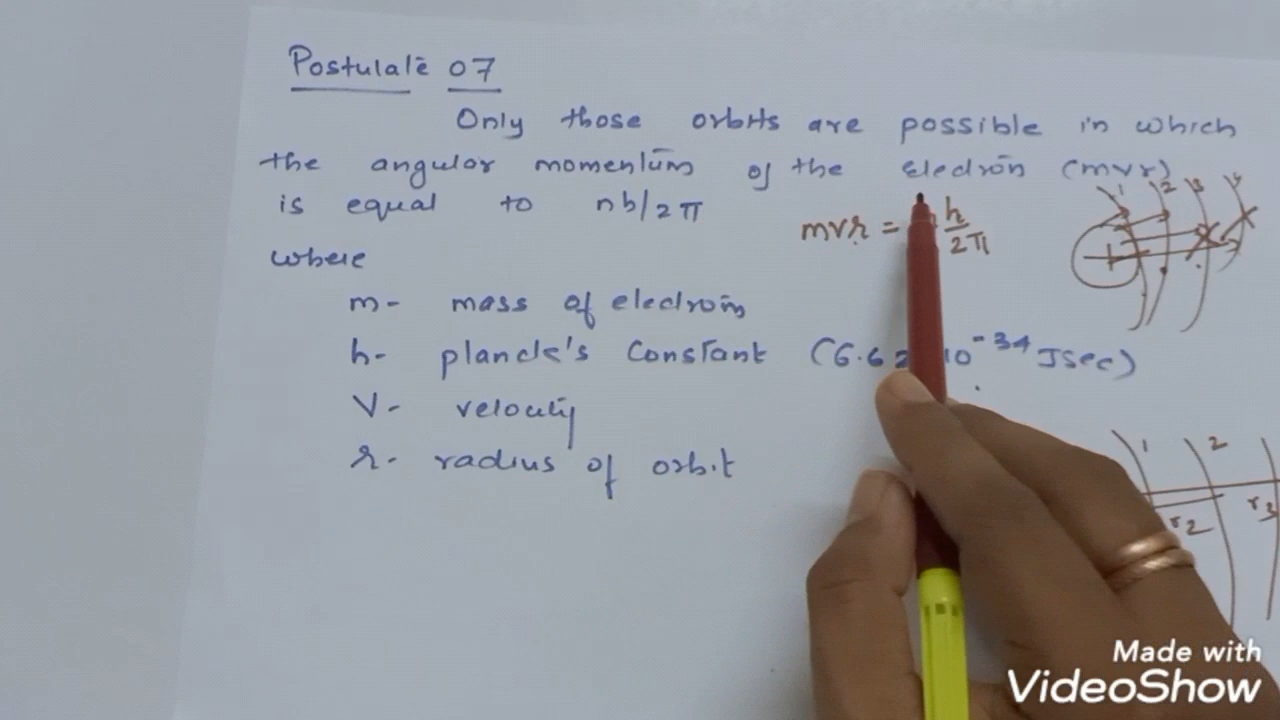 Postulate 07
Only those orbits are possible in which
the angular momentum of the electron (mvr)
is equal to nh/2π
mvr = h/2π
where
m- mass of electron
h- planck's constant (6.62 10⁻³⁴ Jsec)
V- velocity
r- radius of orbit
1 2 3 4
+
1 2
r2 r3
Made with
VideoShow